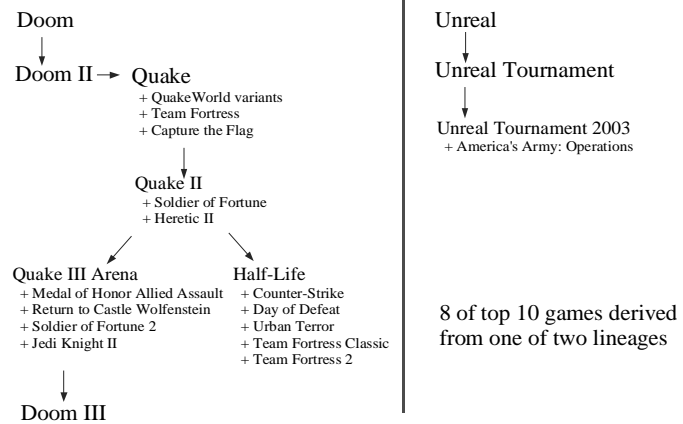 Doom
Doom II
Quake
+ QuakeWorld variants
+ Team Fortress
+ Capture the Flag
Quake II
+ Soldier of Fortune
+ Heretic II
Quake III Arena
+ Medal of Honor Allied Assault
+ Return to Castle Wolfenstein
+ Soldier of Fortune 2
+ Jedi Knight II
Doom III
Half-Life
+ Counter-Strike
+ Day of Defeat
+ Urban Terror
+ Team Fortress Classic
+ Team Fortress 2
Unreal
Unreal Tournament
Unreal Tournament 2003
+ America's Army: Operations
8 of top 10 games derived
from one of two lineages